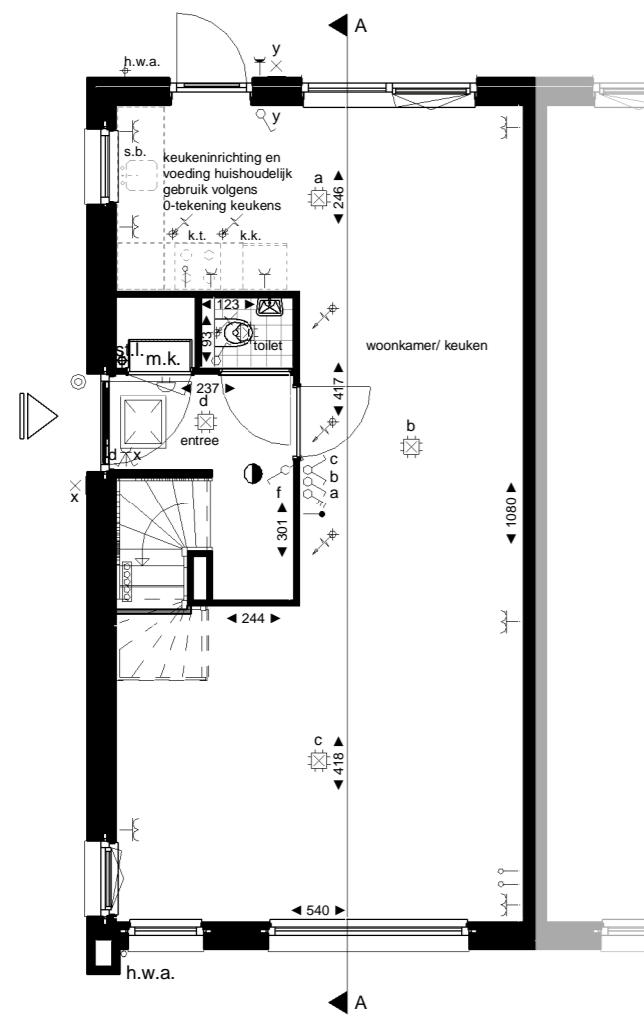 A
h.w.a.
y
y
s.b.
keukeninrichting en
voeding huishoudelijk
gebruik volgens
0-tekening keukens
a
246
k.t.
k.k.
123
93
toilet
woonkamer/ keuken
st.l.
m.k.
237
417
d
entree
b
d
x
x
c
b
a
f
301
1080
244
c
418
540
h.w.a.
A